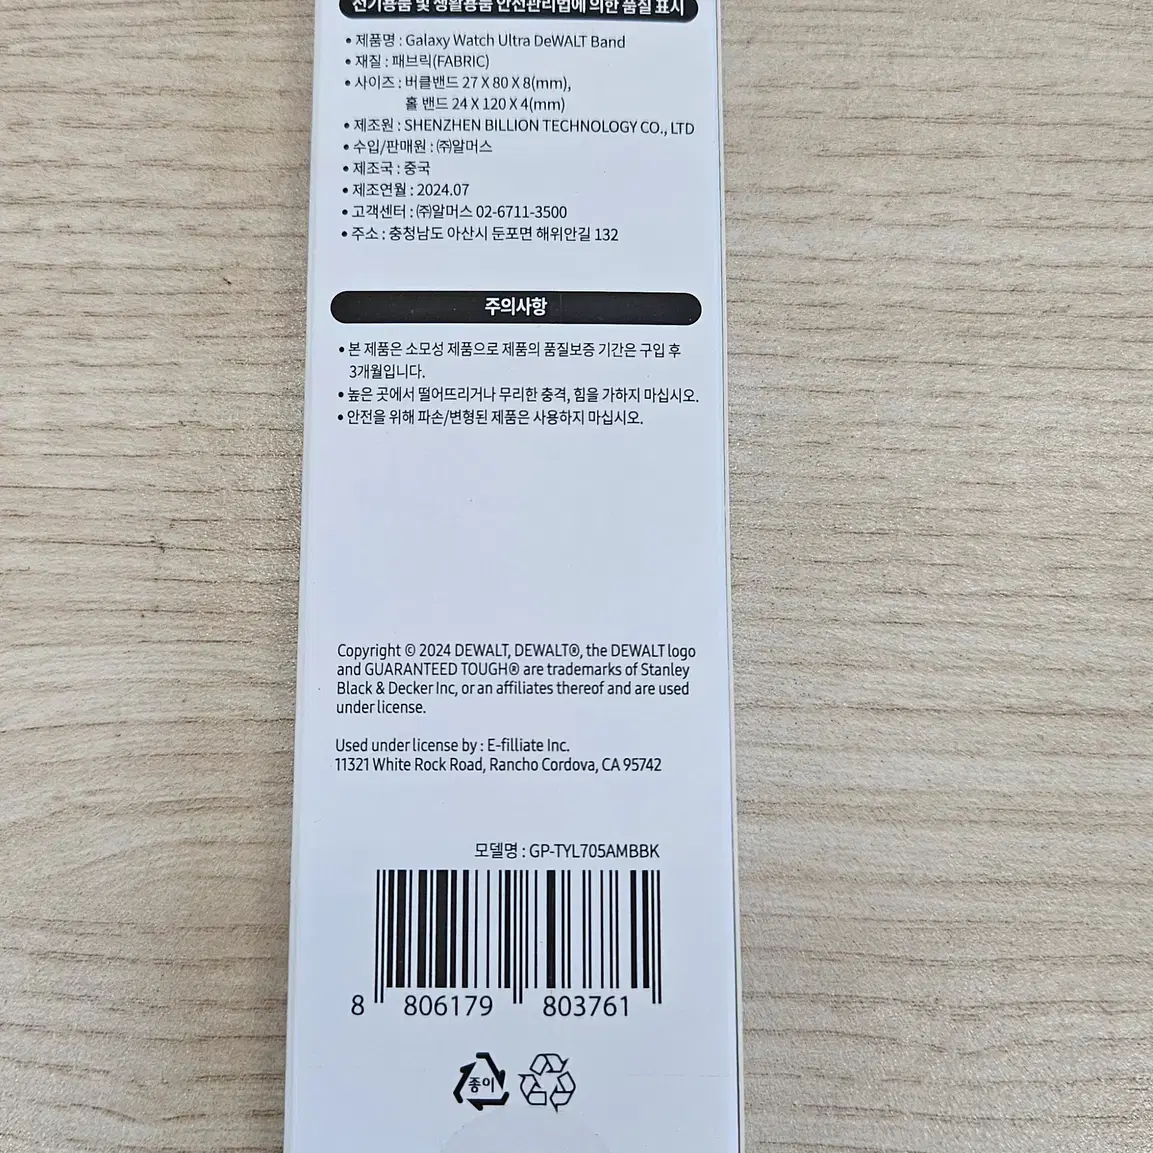 전기용품 및 생활용품 안전관리법에 의한 품질 표시
• 제품명 : Galaxy Watch Ultra DeWALT Band
• 재질 : 패브릭(FABRIC)
• 사이즈 : 버클밴드 27 X 80 X 8(mm),
홀 밴드 24 X 120 X 4(mm)
• 제조원 : SHENZHEN BILLION TECHNOLOGY CO., LTD
• 수입/판매원 : ㈜알머스
• 제조국 : 중국
• 제조연월 : 2024.07
• 고객센터 : ㈜알머스 02-6711-3500
• 주소 : 충청남도 아산시 둔포면 해위안길 132
주의사항
• 본 제품은 소모성 제품으로 제품의 품질보증 기간은 구입 후
3개월입니다.
• 높은 곳에서 떨어뜨리거나 무리한 충격, 힘을 가하지 마십시오.
• 안전을 위해 파손/변형된 제품은 사용하지 마십시오.
Copyright © 2024 DEWALT, DEWALT®, the DEWALT logo
and GUARANTEED TOUGH® are trademarks of Stanley
Black & Decker Inc, or an affiliates thereof and are used
under license.
Used under license by : E-filliate Inc.
11321 White Rock Road, Rancho Cordova, CA 95742
모델명 : GP-TYL705AMBBK
8 806179 803761
종이